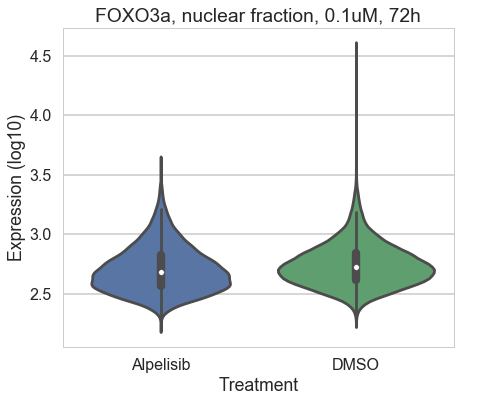 FOXO3a, nuclear fraction, 0.1uM, 72h
Expression (log10)
4.5
4.0
3.5
3.0
2.5
Alpelisib DMSO
Treatment